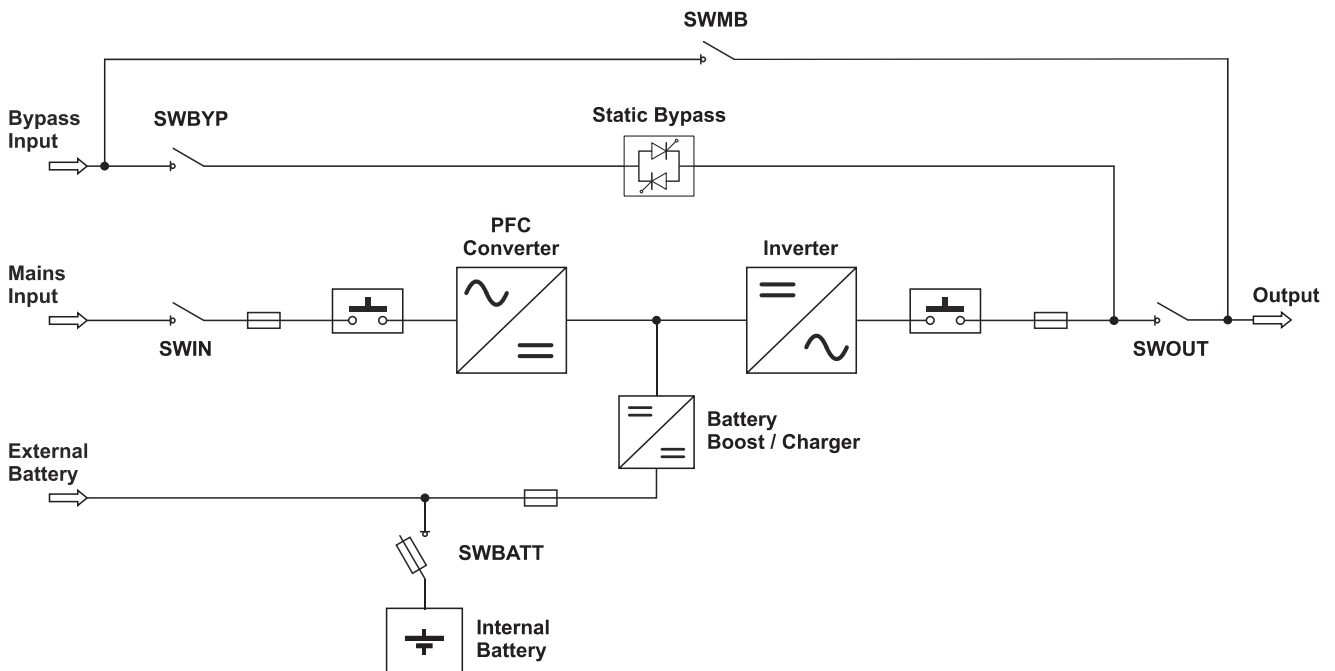 SWMB
Bypass
Input
SWBYP
Static Bypass
PFC
Converter
Inverter
Mains
Input
SWIN
Output
SWOUT
Battery
Boost / Charger
External
Battery
SWBATT
Internal
Battery